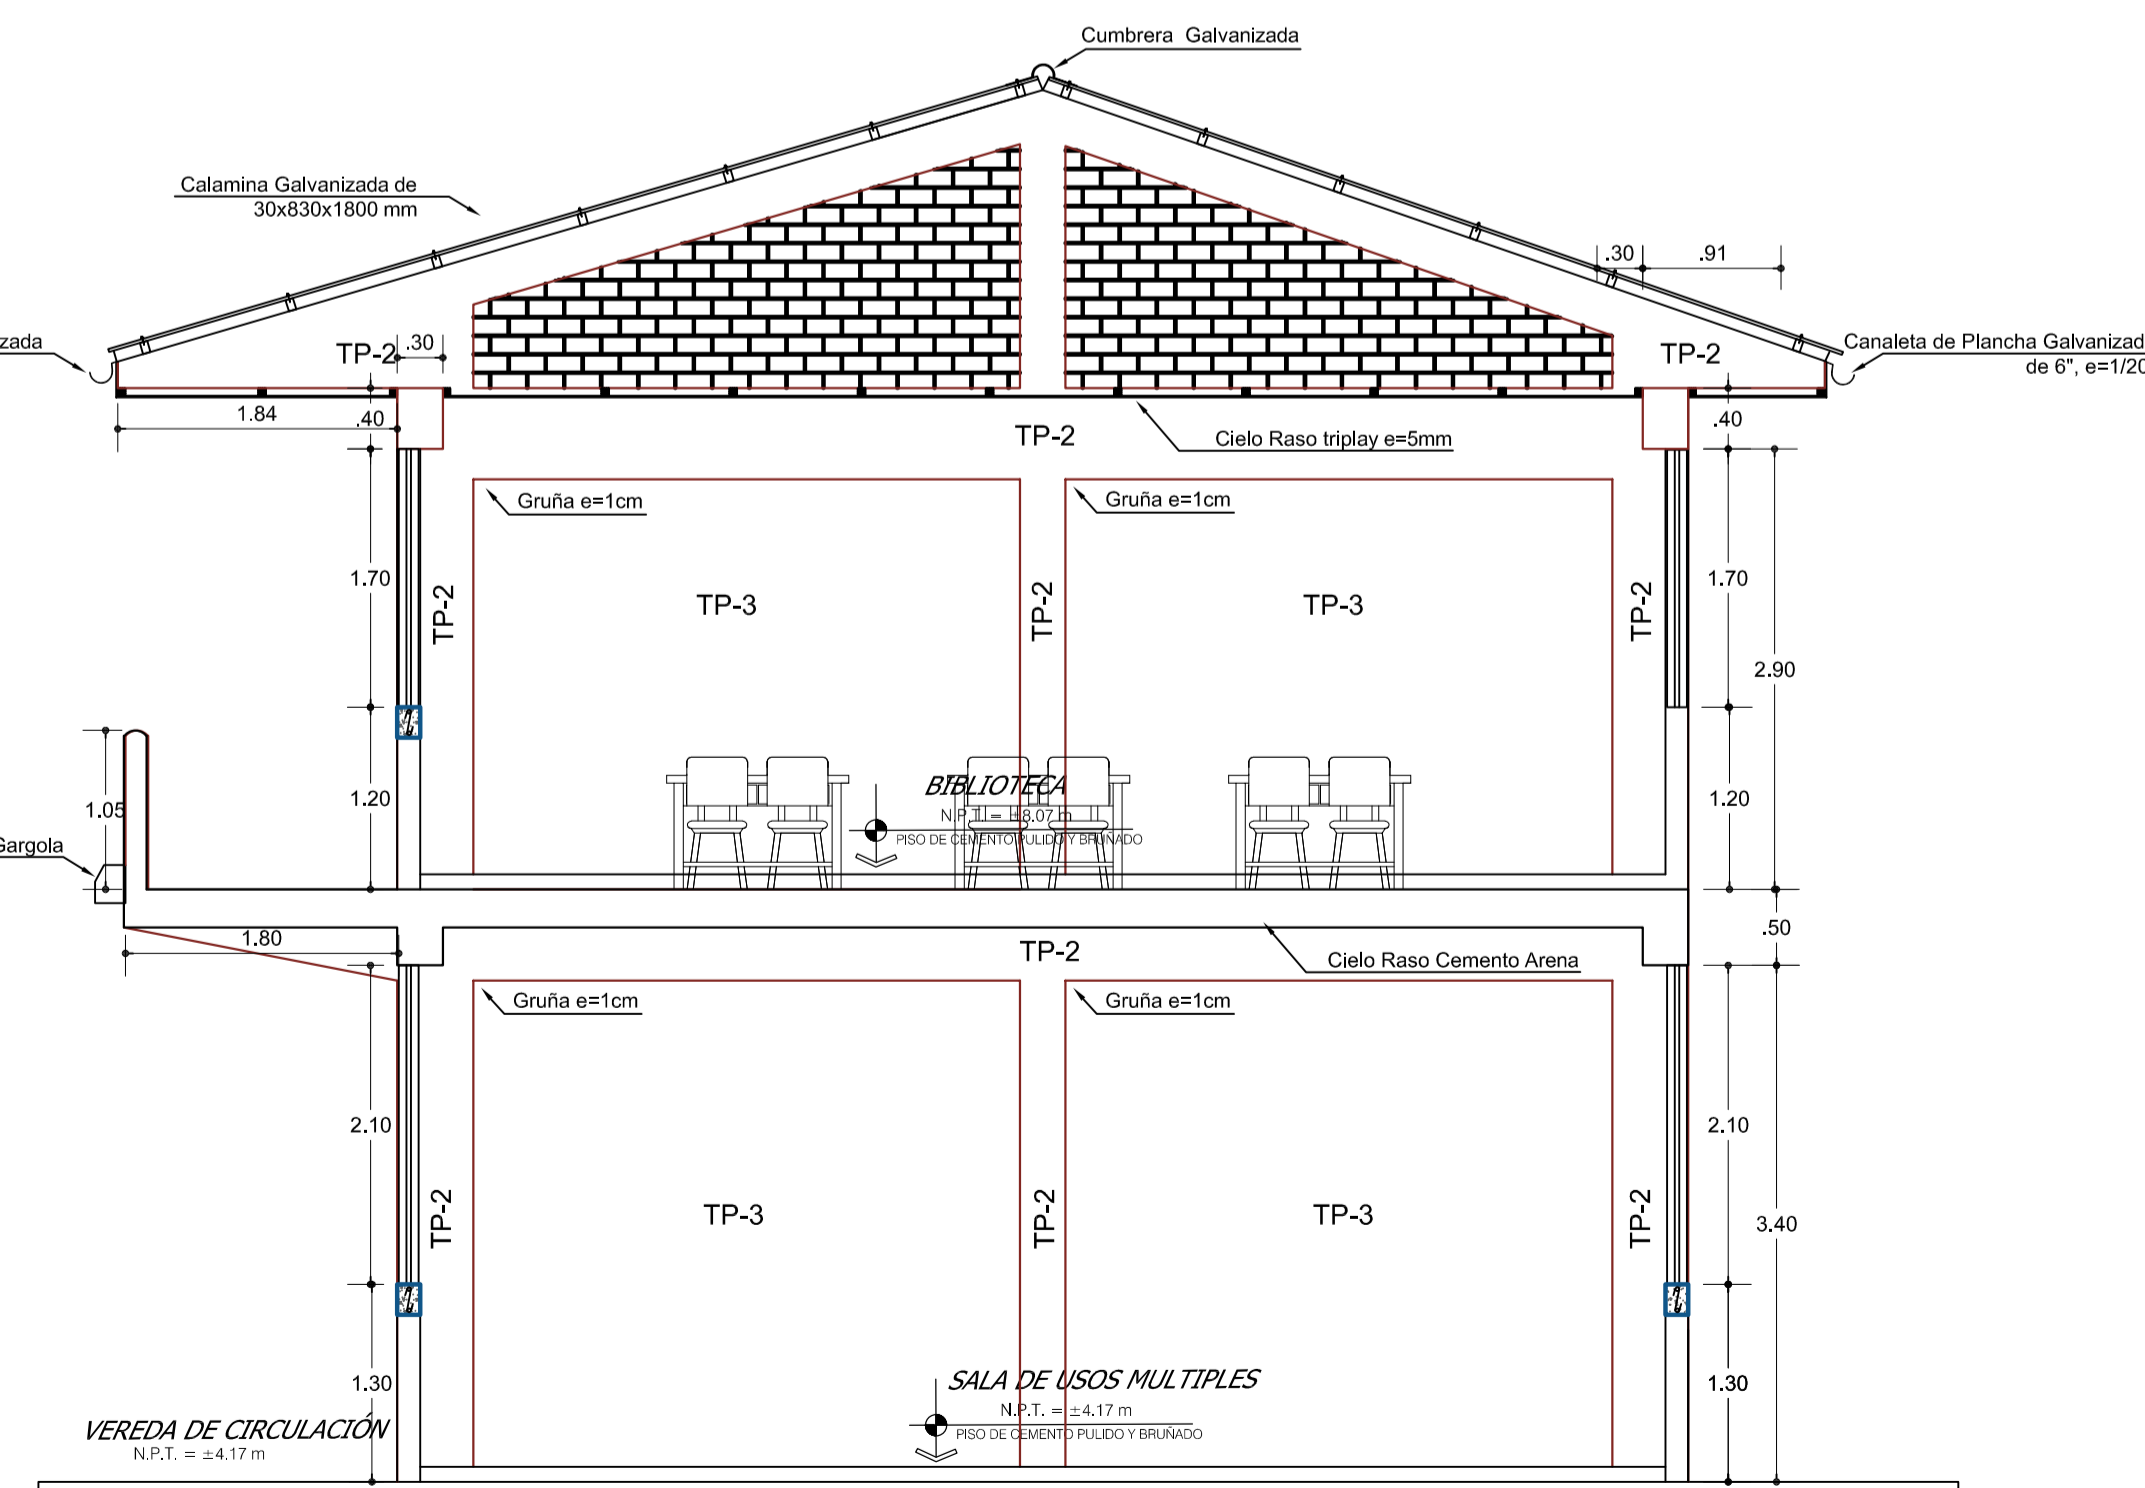 Cumbrera Galvanizada
Calamina Galvanizada de
30x830x1800 mm
.30
.91
zada
TP-2
.30
TP-2
Canaleta de Plancha Galvanizad
de 6", e=1/20
1.84
.40
TP-2
Cielo Raso triplay e=5mm
.40
Gruña e=1cm
Gruña e=1cm
1.70
TP-2
TP-3
TP-2
TP-3
TP-2
1.70
2.90
1.05
1.20
BIBLIOTECA
N.P.T. = ±8.07 m
PISO DE CEMENTO PULIDO Y BRUÑADO
1.20
Gargola
1.80
TP-2
Cielo Raso Cemento Arena
.50
Gruña e=1cm
Gruña e=1cm
2.10
2.10
TP-2
TP-3
TP-2
TP-3
TP-2
3.40
1.30
SALA DE USOS MULTIPLES
N.P.T. = ±4.17 m
PISO DE CEMENTO PULIDO Y BRUÑADO
1.30
VEREDA DE CIRCULACIÓN
N.P.T. = ±4.17 m